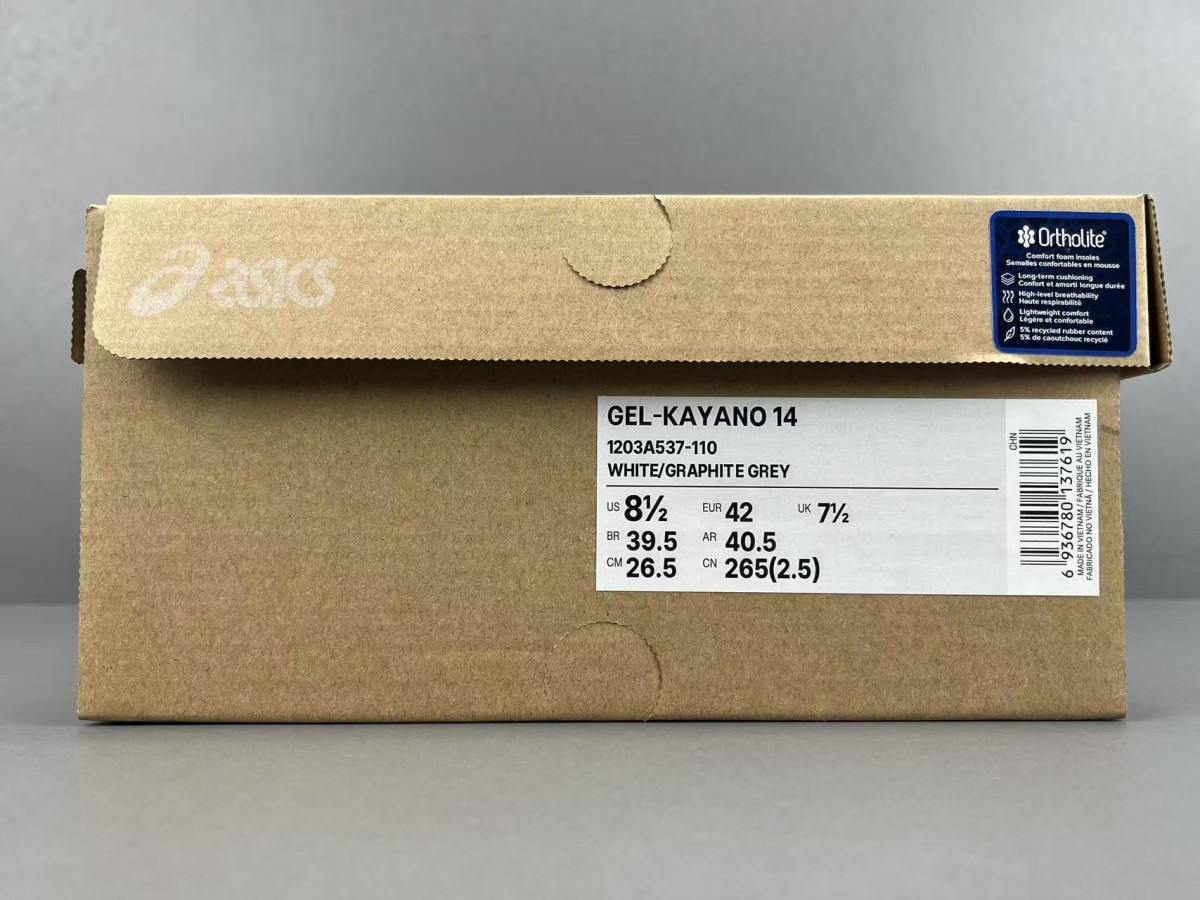 asics
Ortholite®
Comfort foam insoles
Semelles confortables en mousse
Long-term cushioning
Confort et amorti longue durée
High-level breathability
Haute respirabilité
Lightweight comfort
Légère et confortable
5% recycled rubber content
5% de caoutchouc recyclé
GEL-KAYANO 14
1203A537-110
WHITE/GRAPHITE GREY
US 8½ EUR 42 UK 7½
BR 39.5 AR 40.5
CM 26.5 CN 265(2.5)
CHN
6 936780 137619
MADE IN VIETNAM / FABRIQUE AU VIETNAM
FABRICADO NO VIETNÃ / HECHO EN VIETNAM